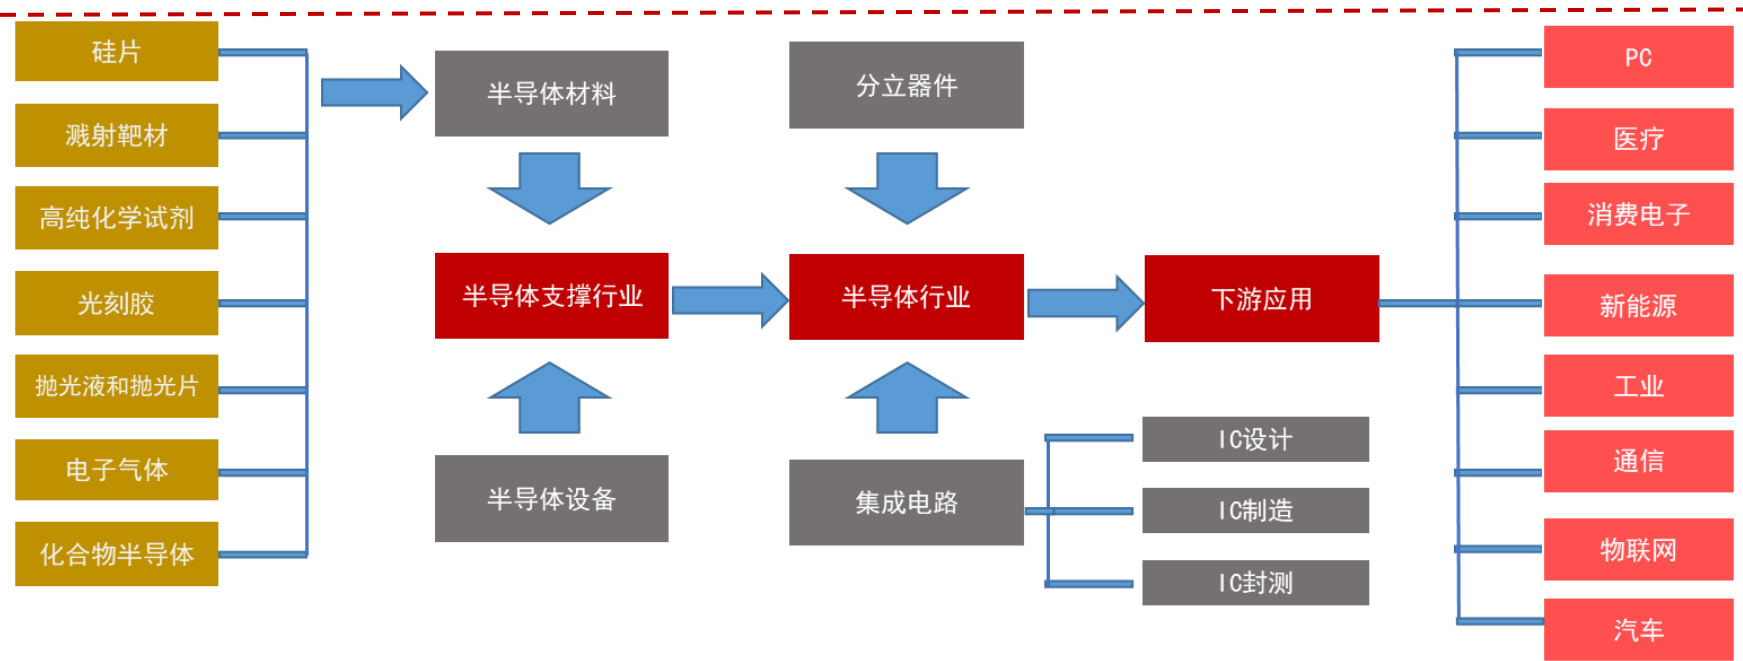 硅片
溅射靶材
高纯化学试剂
光刻胶
抛光液和抛光片
电子气体
化合物半导体
半导体材料
半导体支撑行业
半导体设备
分立器件
半导体行业
集成电路
下游应用
IC设计
IC制造
IC封测
PC
医疗
消费电子
新能源
工业
通信
物联网
汽车